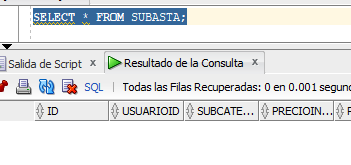 SELECT * FROM SUBASTA;
Salida de Script × Resultado de la Consulta ×
SQL | Todas las Filas Recuperadas: 0 en 0.001 segun
ID USUARIOID SUBCATE... PRECIOIN...